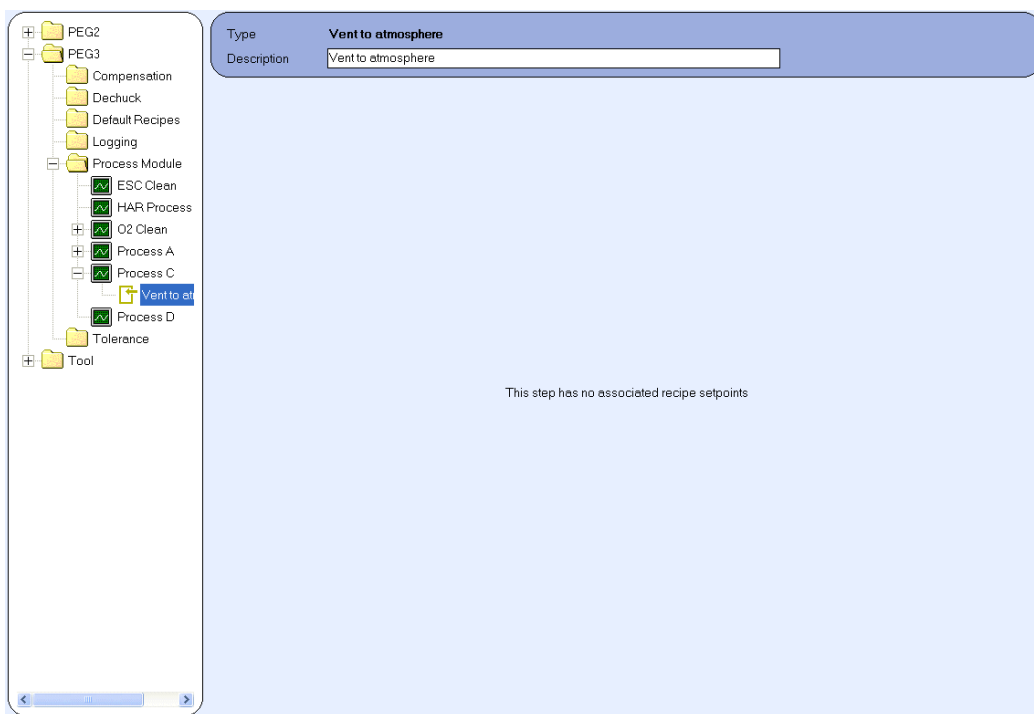 PEG2
PEG3
Compensation
Dechuck
Default Recipes
Logging
Process Module
ESC Clean
HAR Process
O2 Clean
Process A
Process C
Vent to at
Process D
Tolerance
Tool
Type Vent to atmosphere
Description Vent to atmosphere
This step has no associated recipe setpoints